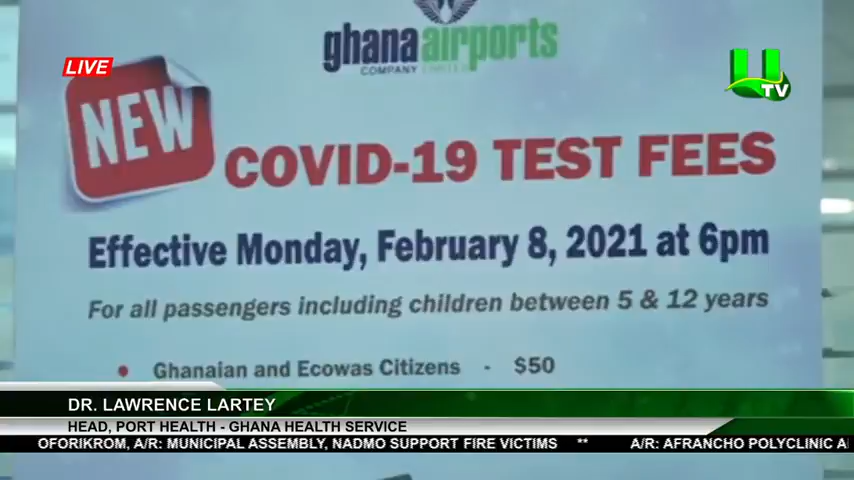 ghana airports
COMPANY LIMITED
LIVE
U
TV
NEW
COVID-19 TEST FEES
Effective Monday, February 8, 2021 at 6pm
For all passengers including children between 5 & 12 years
• Ghanaian and Ecowas Citizens - $50
DR. LAWRENCE LARTEY
HEAD, PORT HEALTH - GHANA HEALTH SERVICE
OFORIKROM, A/R: MUNICIPAL ASSEMBLY, NADMO SUPPORT FIRE VICTIMS ** A/R: AFRANCHO POLYCLINIC